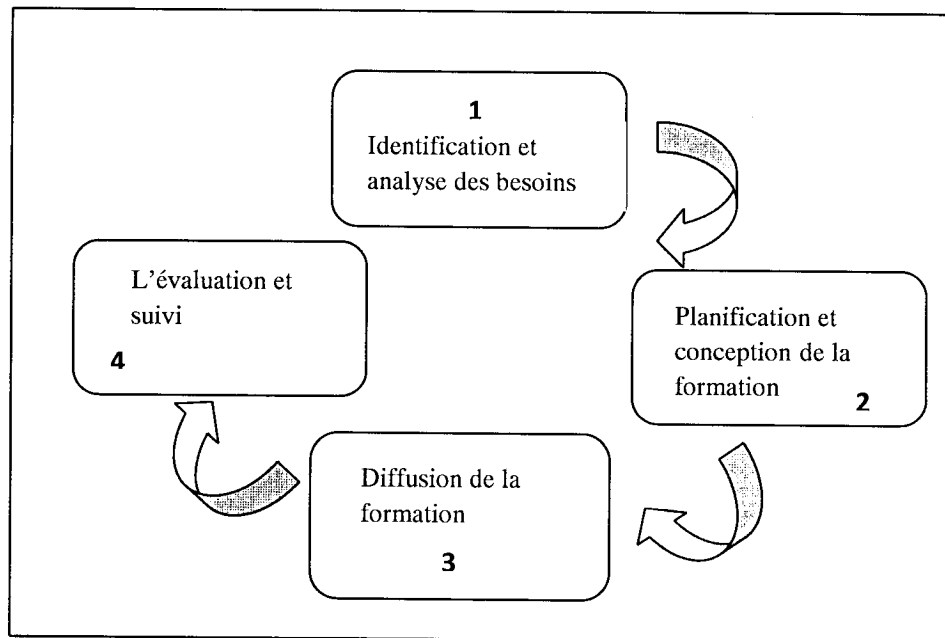 1
Identification et
analyse des besoins
Planification et
conception de la
formation 2
Diffusion de la
formation
3
L'évaluation et
suivi
4